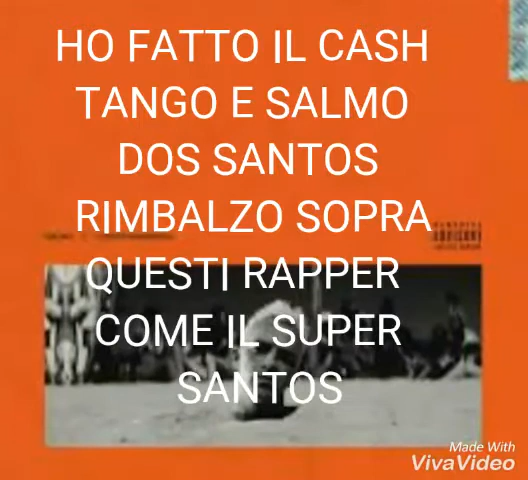 HO FATTO IL CASH
TANGO E SALMO
DOS SANTOS
RIMBALZO SOPRA
QUESTI RAPPER
COME IL SUPER
SANTOS
Made With
VivaVideo